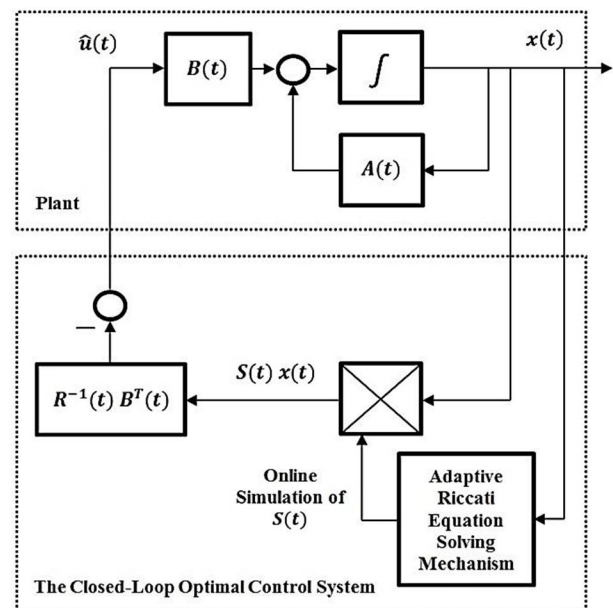 û(t)
B(t)
∫
x(t)
A(t)
Plant
−
R⁻¹(t) Bᵀ(t)
S(t) x(t)
Online
Simulation of
S(t)
Adaptive
Riccati
Equation
Solving
Mechanism
The Closed-Loop Optimal Control System